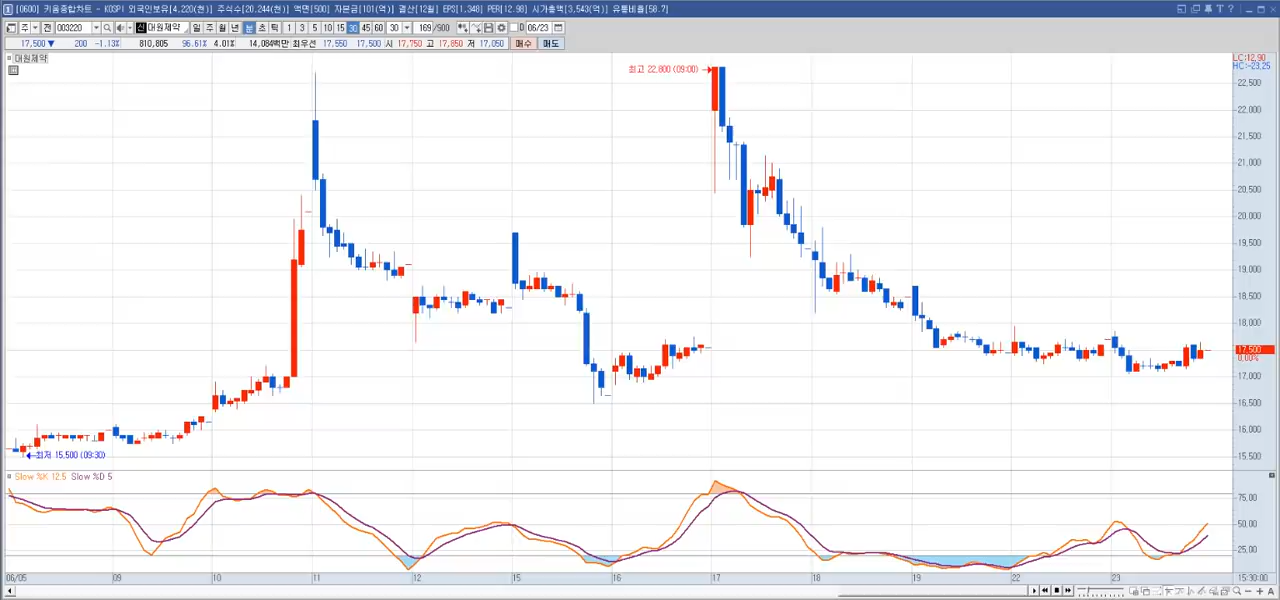 [0600] 키움종합차트 - KOSPI 외국인보유[4,220(천)] 주식수[20,244(천)] 액면[500] 자본금[101(억)] 결산[12월] EPS[1,348] PER[12.98] 시가총액[3,543(억)] 유통비율[58.7]
주 전 003220 신 대원제약 일 주 월 년 분 초 틱 1 3 5 10 15 30 45 60 30 169/900 D 06/23
17,500 ▼ 200 -1.13% 810,805 96.61% 4.01% 14,084백만 최우선 17,550 17,500 시 17,750 고 17,850 저 17,050 매수 매도
대원제약
LC:12.90
HC:-23.25
최고 22,800 (09:00)
22,500
22,000
21,500
21,000
20,500
20,000
19,500
19,000
18,500
18,000
17,500
0.00%
17,000
16,500
16,000
15,500
최저 15,500 (09:30)
Slow %K 12.5 Slow %D 5
75.00
50.00
25.00
06/05 09 10 11 12 15 16 17 18 19 22 23 15:30:00